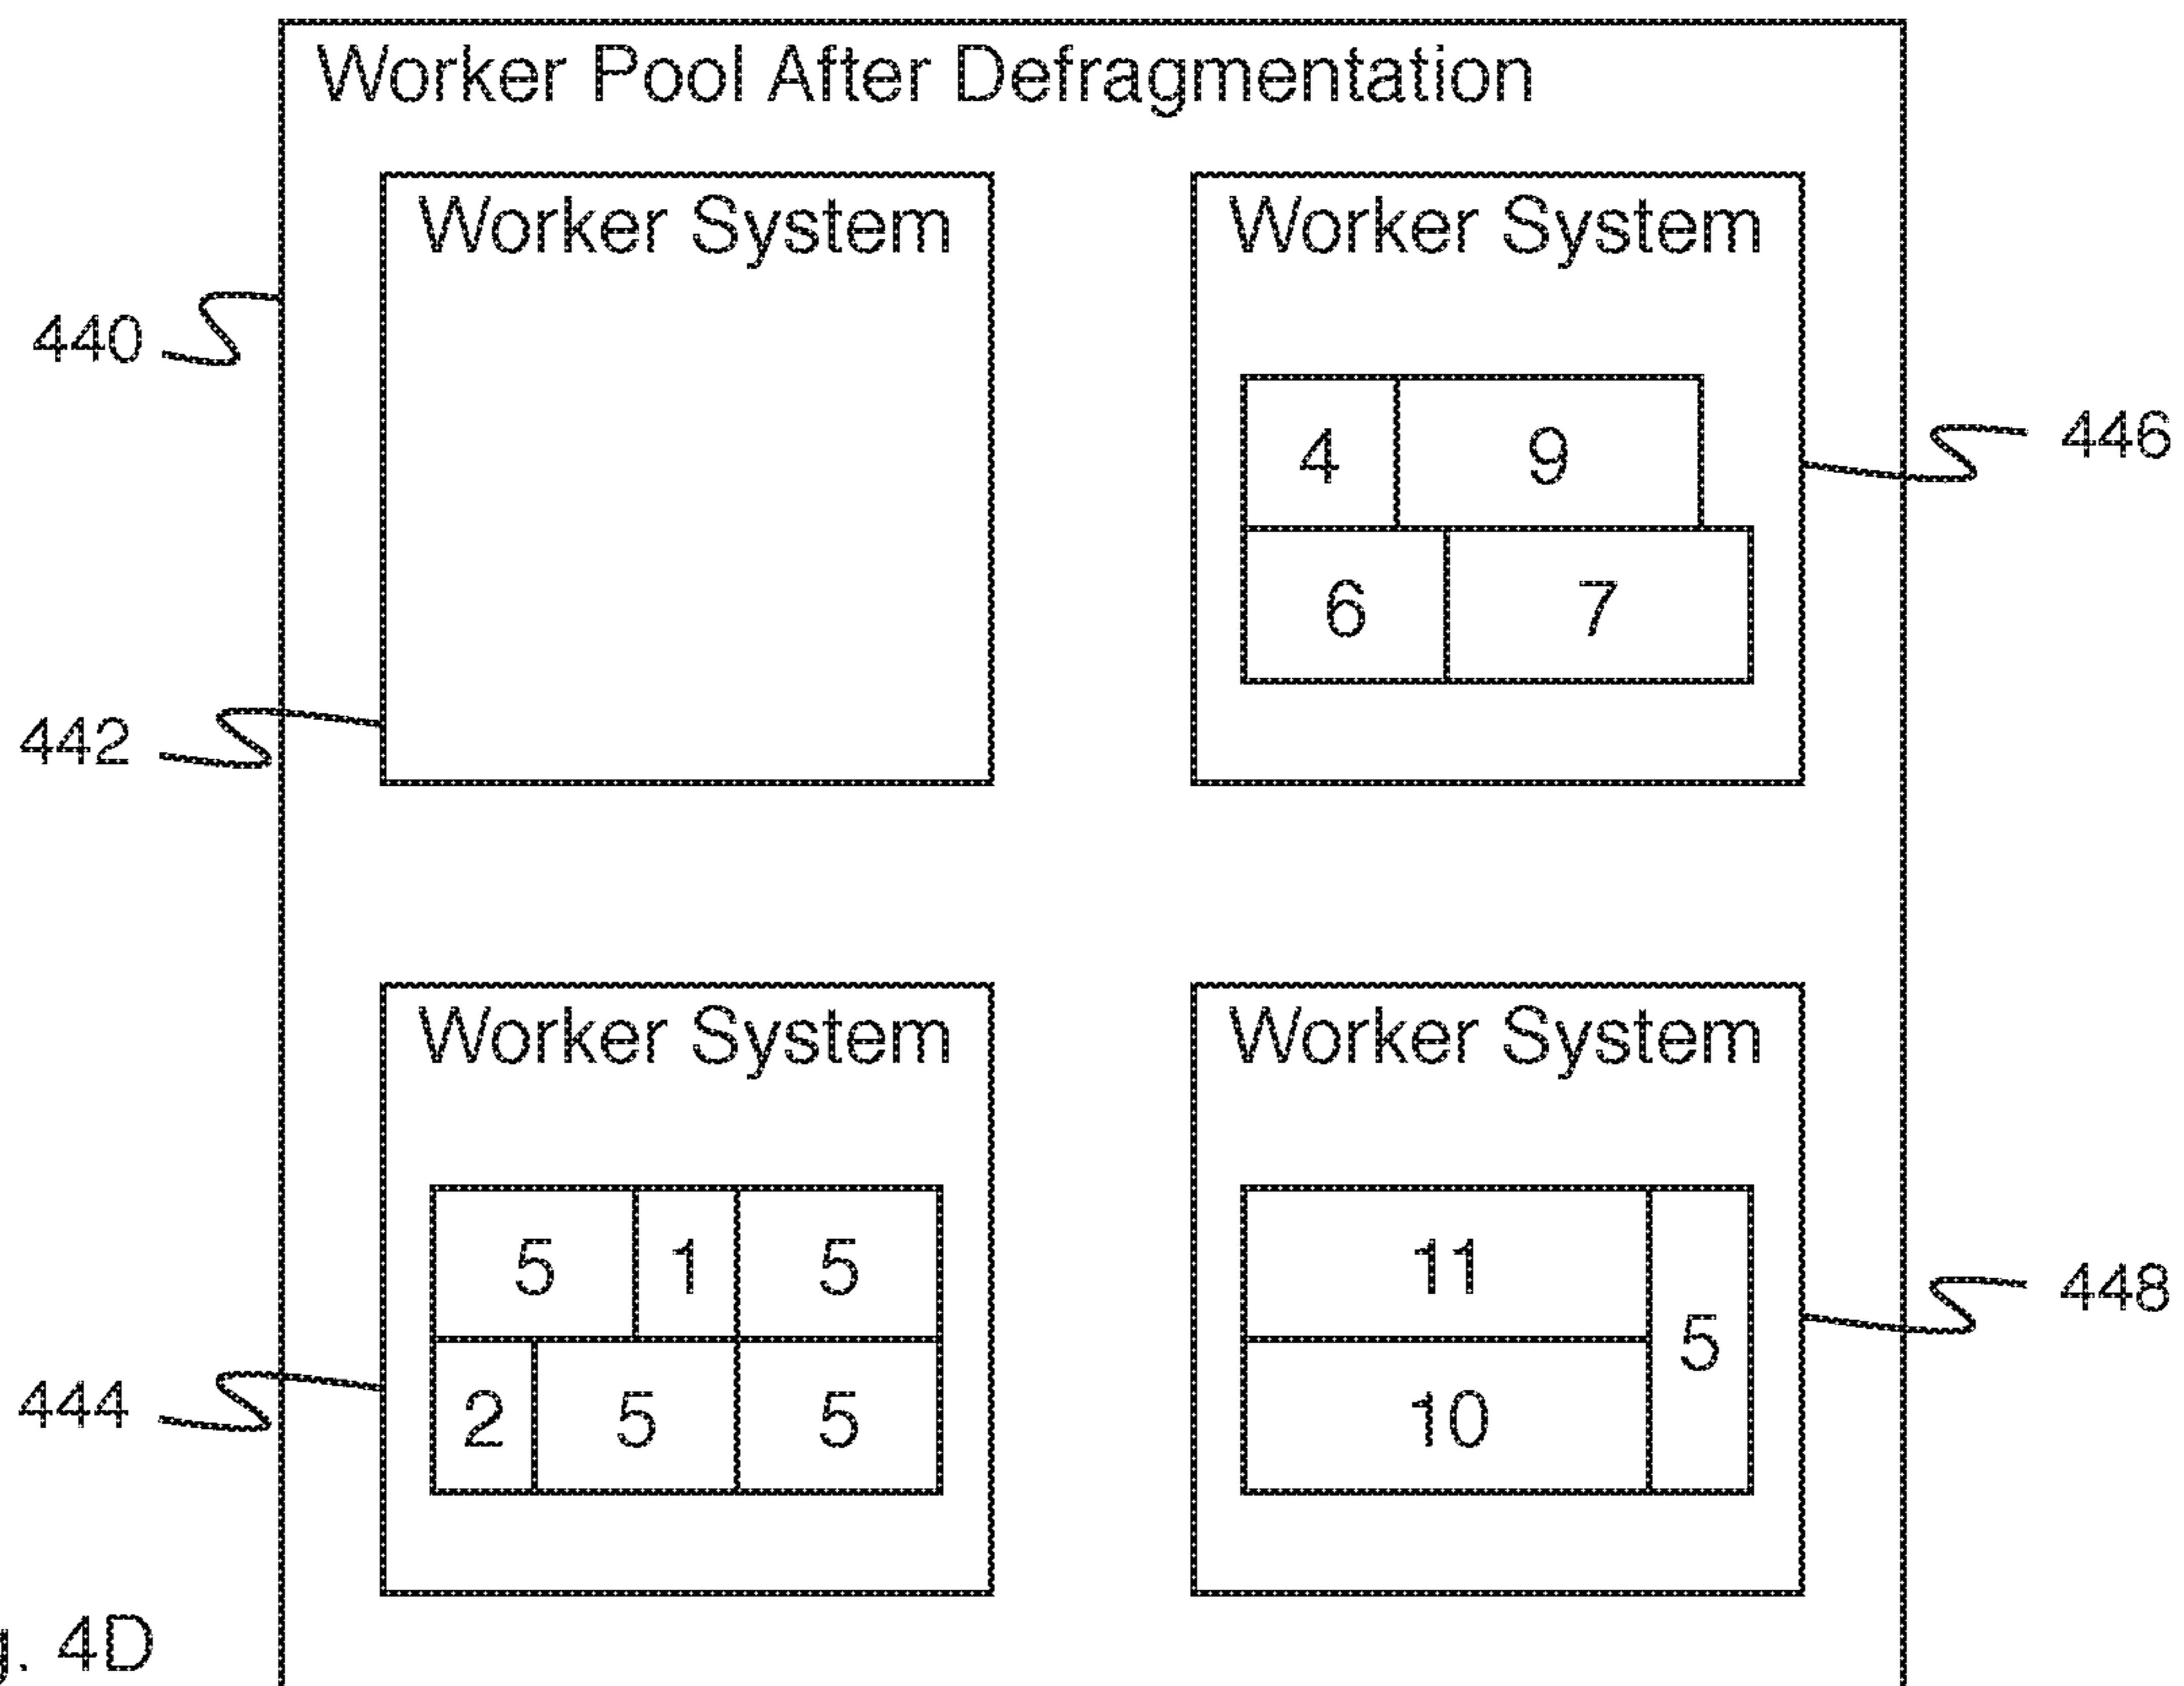 Worker Pool After Defragmentation
Worker System
Worker System
440
446
4 9
6 7
442
Worker System
Worker System
5 1 5
11
5
448
2 5 5
10
444
g. 4D